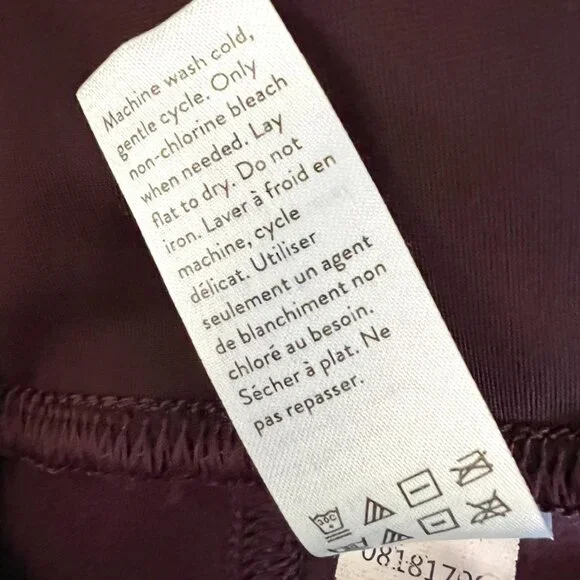 Machine wash cold,
gentle cycle. Only
non-chlorine bleach
when needed. Lay
flat to dry. Do not
iron. Laver à froid en
machine, cycle
délicat. Utiliser
seulement un agent
de blanchiment non
chloré au besoin.
Sécher à plat. Ne
pas repasser.
30C